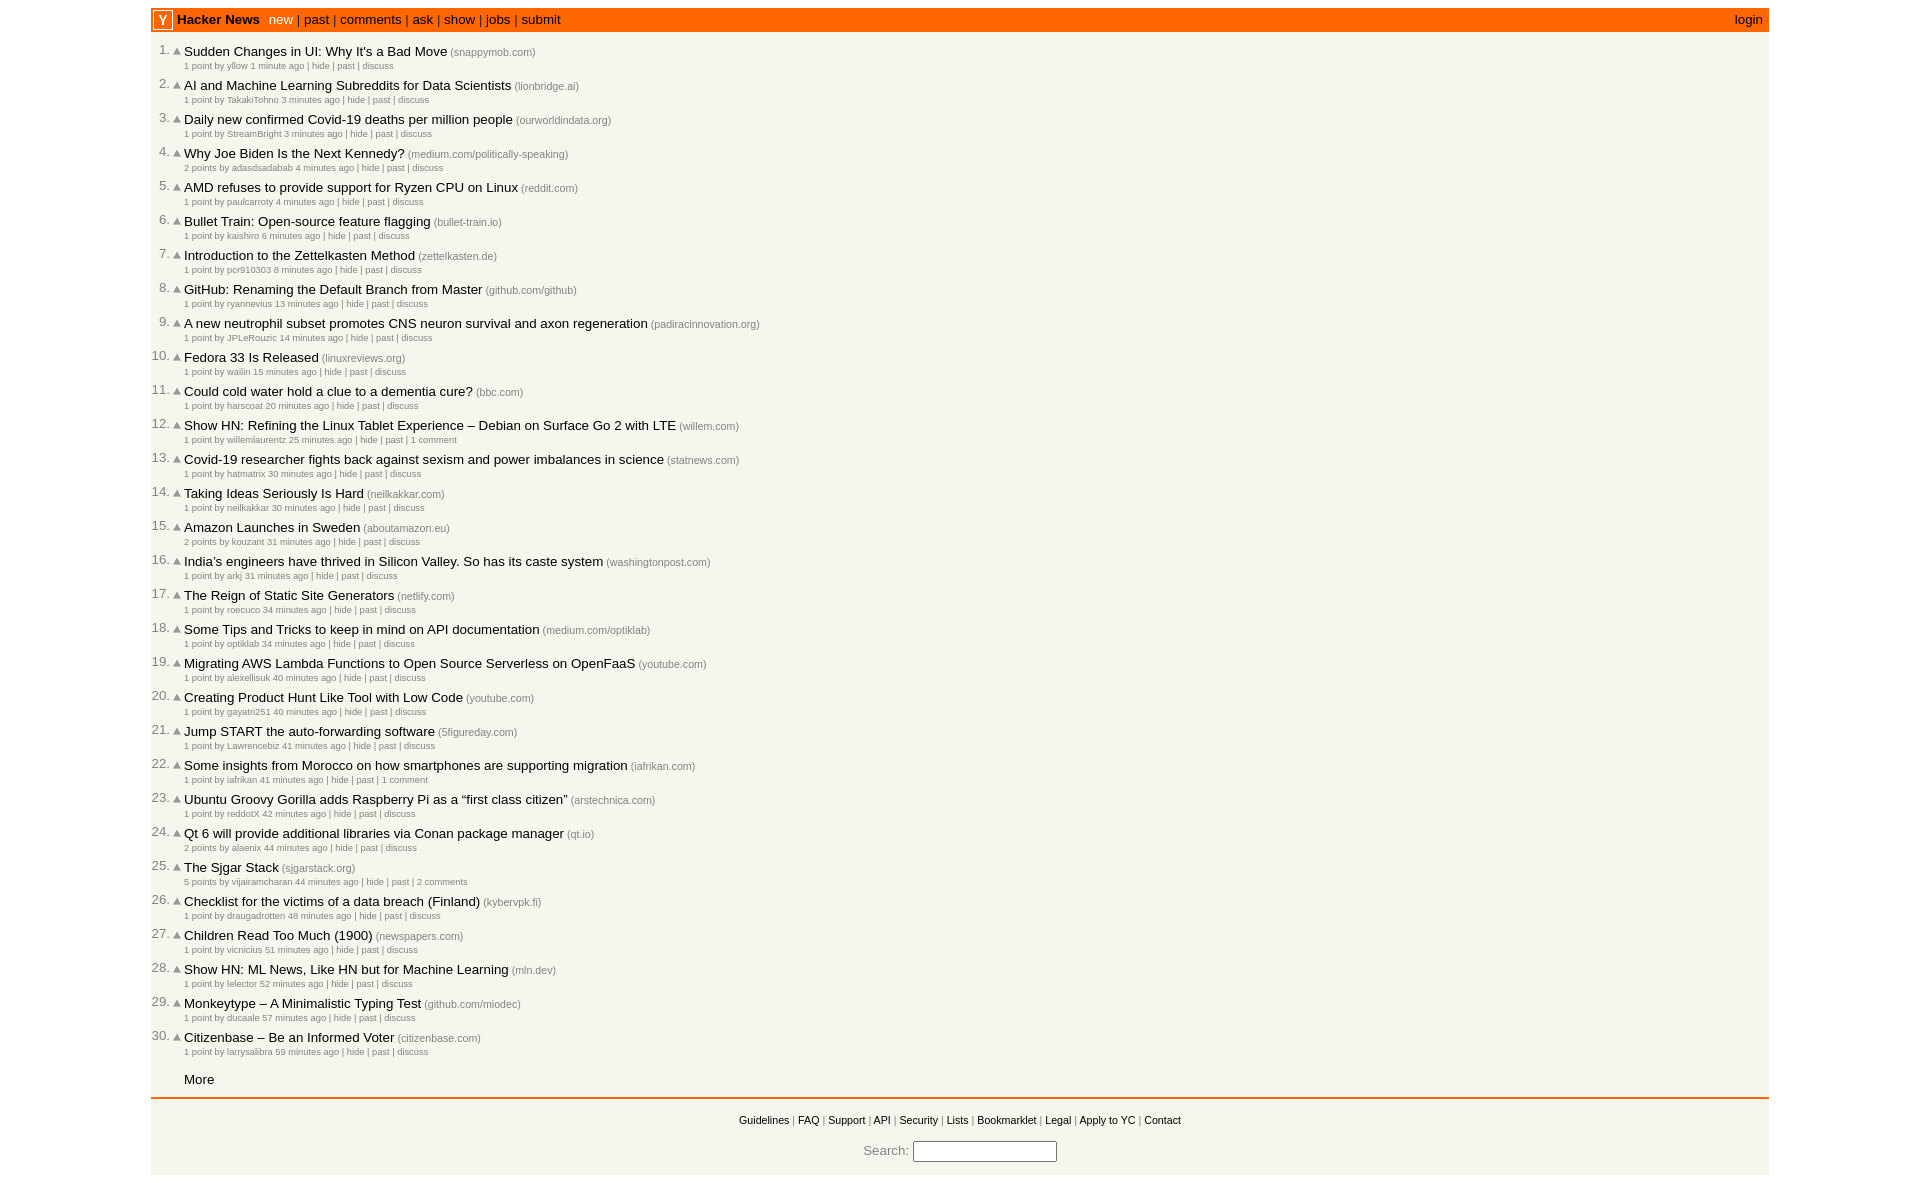 Y Hacker News new | past | comments | ask | show | jobs | submit login
1. Sudden Changes in UI: Why It's a Bad Move (snappymob.com)
1 point by yllow 1 minute ago | hide | past | discuss
2. AI and Machine Learning Subreddits for Data Scientists (lionbridge.ai)
1 point by TakakiTohno 3 minutes ago | hide | past | discuss
3. Daily new confirmed Covid-19 deaths per million people (ourworldindata.org)
1 point by StreamBright 3 minutes ago | hide | past | discuss
4. Why Joe Biden Is the Next Kennedy? (medium.com/politically-speaking)
2 points by adasdsadabab 4 minutes ago | hide | past | discuss
5. AMD refuses to provide support for Ryzen CPU on Linux (reddit.com)
1 point by paulcarroty 4 minutes ago | hide | past | discuss
6. Bullet Train: Open-source feature flagging (bullet-train.io)
1 point by kaishiro 6 minutes ago | hide | past | discuss
7. Introduction to the Zettelkasten Method (zettelkasten.de)
1 point by pcr910303 8 minutes ago | hide | past | discuss
8. GitHub: Renaming the Default Branch from Master (github.com/github)
1 point by ryannevius 13 minutes ago | hide | past | discuss
9. A new neutrophil subset promotes CNS neuron survival and axon regeneration (padiracinnovation.org)
1 point by JPLeRouzic 14 minutes ago | hide | past | discuss
10. Fedora 33 Is Released (linuxreviews.org)
1 point by wailin 15 minutes ago | hide | past | discuss
11. Could cold water hold a clue to a dementia cure? (bbc.com)
1 point by harscoat 20 minutes ago | hide | past | discuss
12. Show HN: Refining the Linux Tablet Experience – Debian on Surface Go 2 with LTE (willem.com)
1 point by willemlaurentz 25 minutes ago | hide | past | 1 comment
13. Covid-19 researcher fights back against sexism and power imbalances in science (statnews.com)
1 point by hatmatrix 30 minutes ago | hide | past | discuss
14. Taking Ideas Seriously Is Hard (neilkakkar.com)
1 point by neilkakkar 30 minutes ago | hide | past | discuss
15. Amazon Launches in Sweden (aboutamazon.eu)
2 points by kouzant 31 minutes ago | hide | past | discuss
16. India’s engineers have thrived in Silicon Valley. So has its caste system (washingtonpost.com)
1 point by arkj 31 minutes ago | hide | past | discuss
17. The Reign of Static Site Generators (netlify.com)
1 point by roecuco 34 minutes ago | hide | past | discuss
18. Some Tips and Tricks to keep in mind on API documentation (medium.com/optiklab)
1 point by optiklab 34 minutes ago | hide | past | discuss
19. Migrating AWS Lambda Functions to Open Source Serverless on OpenFaaS (youtube.com)
1 point by alexellisuk 40 minutes ago | hide | past | discuss
20. Creating Product Hunt Like Tool with Low Code (youtube.com)
1 point by gayatri251 40 minutes ago | hide | past | discuss
21. Jump START the auto-forwarding software (5figureday.com)
1 point by Lawrencebiz 41 minutes ago | hide | past | discuss
22. Some insights from Morocco on how smartphones are supporting migration (iafrikan.com)
1 point by iafrikan 41 minutes ago | hide | past | 1 comment
23. Ubuntu Groovy Gorilla adds Raspberry Pi as a “first class citizen” (arstechnica.com)
1 point by reddotX 42 minutes ago | hide | past | discuss
24. Qt 6 will provide additional libraries via Conan package manager (qt.io)
2 points by alaenix 44 minutes ago | hide | past | discuss
25. The Sjgar Stack (sjgarstack.org)
5 points by vijairamcharan 44 minutes ago | hide | past | 2 comments
26. Checklist for the victims of a data breach (Finland) (kybervpk.fi)
1 point by draugadrotten 48 minutes ago | hide | past | discuss
27. Children Read Too Much (1900) (newspapers.com)
1 point by vicnicius 51 minutes ago | hide | past | discuss
28. Show HN: ML News, Like HN but for Machine Learning (mln.dev)
1 point by lelector 52 minutes ago | hide | past | discuss
29. Monkeytype – A Minimalistic Typing Test (github.com/miodec)
1 point by ducaale 57 minutes ago | hide | past | discuss
30. Citizenbase – Be an Informed Voter (citizenbase.com)
1 point by larrysalibra 59 minutes ago | hide | past | discuss
More
Guidelines | FAQ | Support | API | Security | Lists | Bookmarklet | Legal | Apply to YC | Contact
Search: